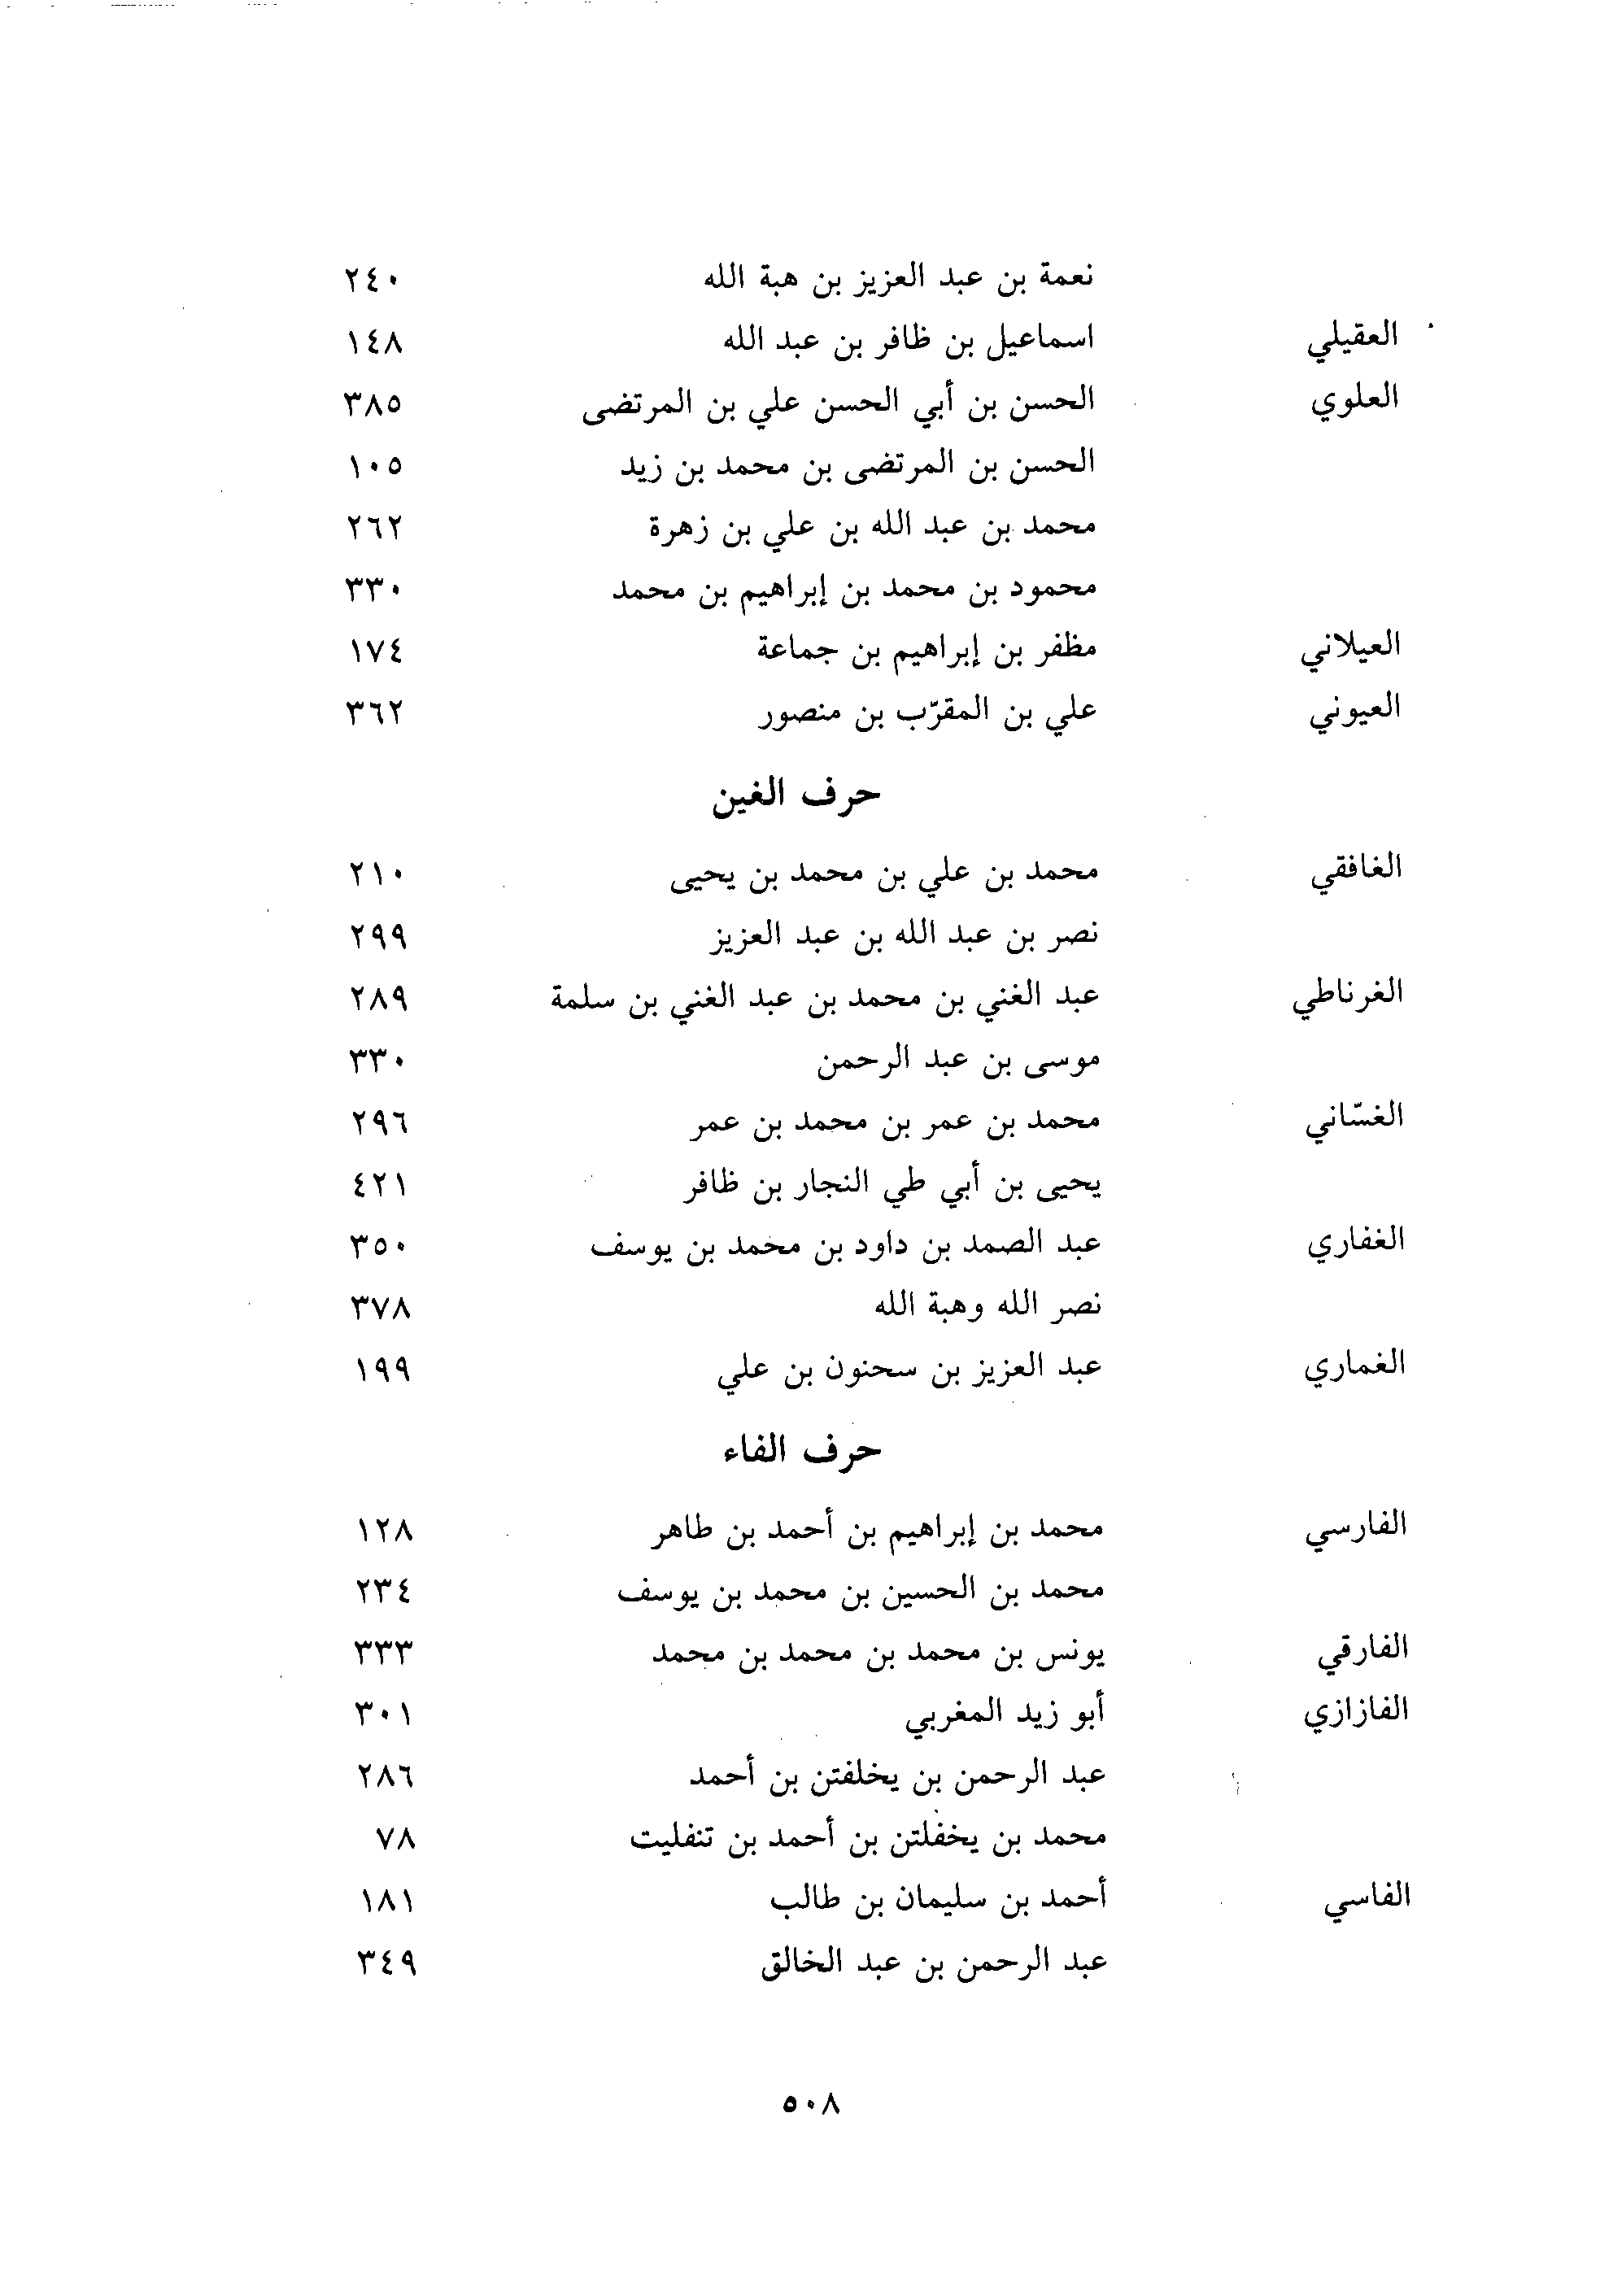 نعمة بن عبد العزيز بن هبة الله ٢٤٠
العقيلي اسماعيل بن ظافر بن عبد الله ١٤٨
العلوي الحسن بن أبي الحسن علي بن المرتضى ٣٨٥
الحسن بن المرتضى بن محمد بن زيد ١٠٥
محمد بن عبد الله بن علي بن زهرة ٢٦٢
محمود بن محمد بن إبراهيم بن محمد ٣٣٠
العيلاني مظفر بن إبراهيم بن جماعة ١٧٤
العيوني علي بن المقرّب بن منصور ٣٦٢
حرف الغين
الغافقي محمد بن علي بن محمد بن يحيى ٢١٠
نصر بن عبد الله بن عبد العزيز ٢٩٩
الغرناطي عبد الغني بن محمد بن عبد الغني بن سلمة ٢٨٩
موسى بن عبد الرحمن ٣٣٠
الغسّاني محمد بن عمر بن محمد بن عمر ٢٩٦
يحيى بن أبي طي النجار بن ظافر ٤٢١
الغفاري عبد الصمد بن داود بن محمد بن يوسف ٣٥٠
نصر الله وهبة الله ٣٧٨
الغماري عبد العزيز بن سحنون بن علي ١٩٩
حرف الفاء
الفارسي محمد بن إبراهيم بن أحمد بن طاهر ١٢٨
محمد بن الحسين بن محمد بن يوسف ٢٣٤
الفارقي يونس بن محمد بن محمد بن محمد ٣٣٣
الفازازي أبو زيد المغربي ٣٠١
عبد الرحمن بن يخلفتن بن أحمد ٢٨٦
محمد بن يخفلتن بن أحمد بن تنفليت ٧٨
الفاسي أحمد بن سليمان بن طالب ١٨١
عبد الرحمن بن عبد الخالق ٣٤٩
٥٠٨